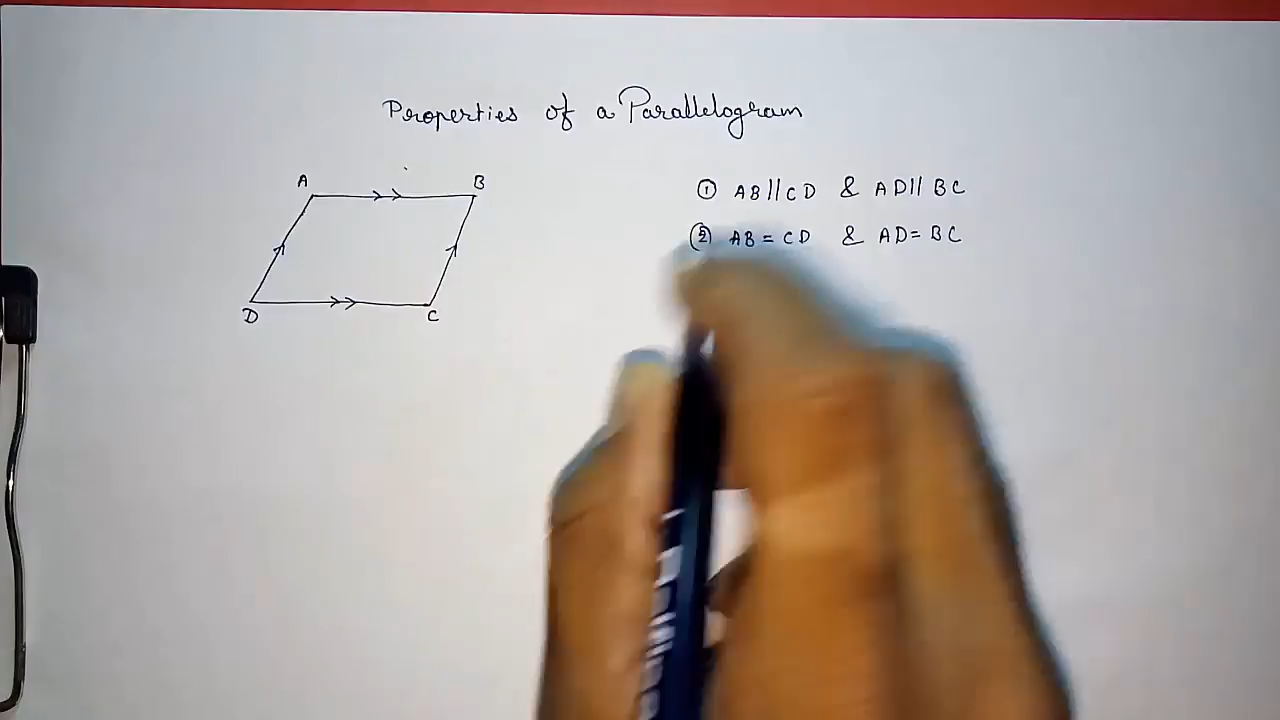 Properties of a Parallelogram
A B
D C
① AB//CD & AD//BC
② AB = CD & AD = BC